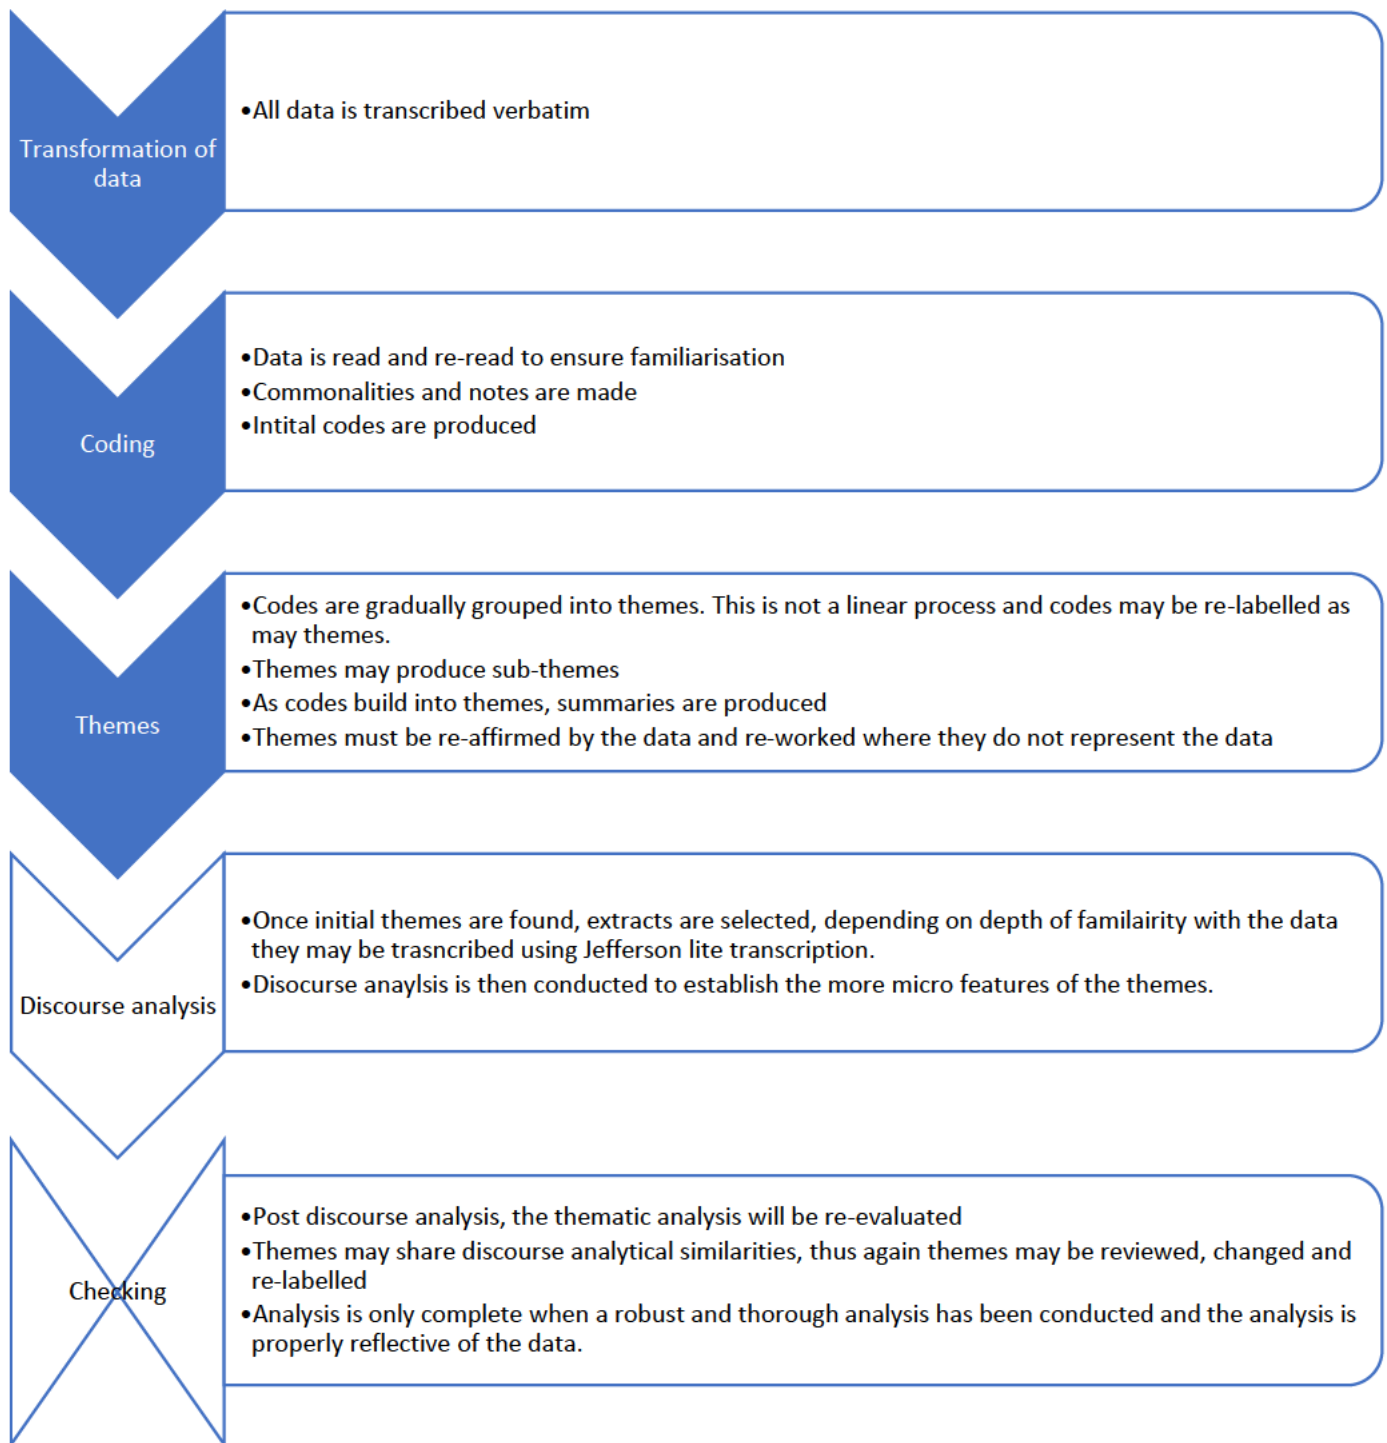 Transformation of
data
•All data is transcribed verbatim
Coding
•Data is read and re-read to ensure familiarisation
•Commonalities and notes are made
•Intital codes are produced
Themes
•Codes are gradually grouped into themes. This is not a linear process and codes may be re-labelled as
may themes.
•Themes may produce sub-themes
•As codes build into themes, summaries are produced
•Themes must be re-affirmed by the data and re-worked where they do not represent the data
Discourse analysis
•Once initial themes are found, extracts are selected, depending on depth of familairity with the data
they may be trasncribed using Jefferson lite transcription.
•Disocurse anaylsis is then conducted to establish the more micro features of the themes.
Checking
•Post discourse analysis, the thematic analysis will be re-evaluated
•Themes may share discourse analytical similarities, thus again themes may be reviewed, changed and
re-labelled
•Analysis is only complete when a robust and thorough analysis has been conducted and the analysis is
properly reflective of the data.